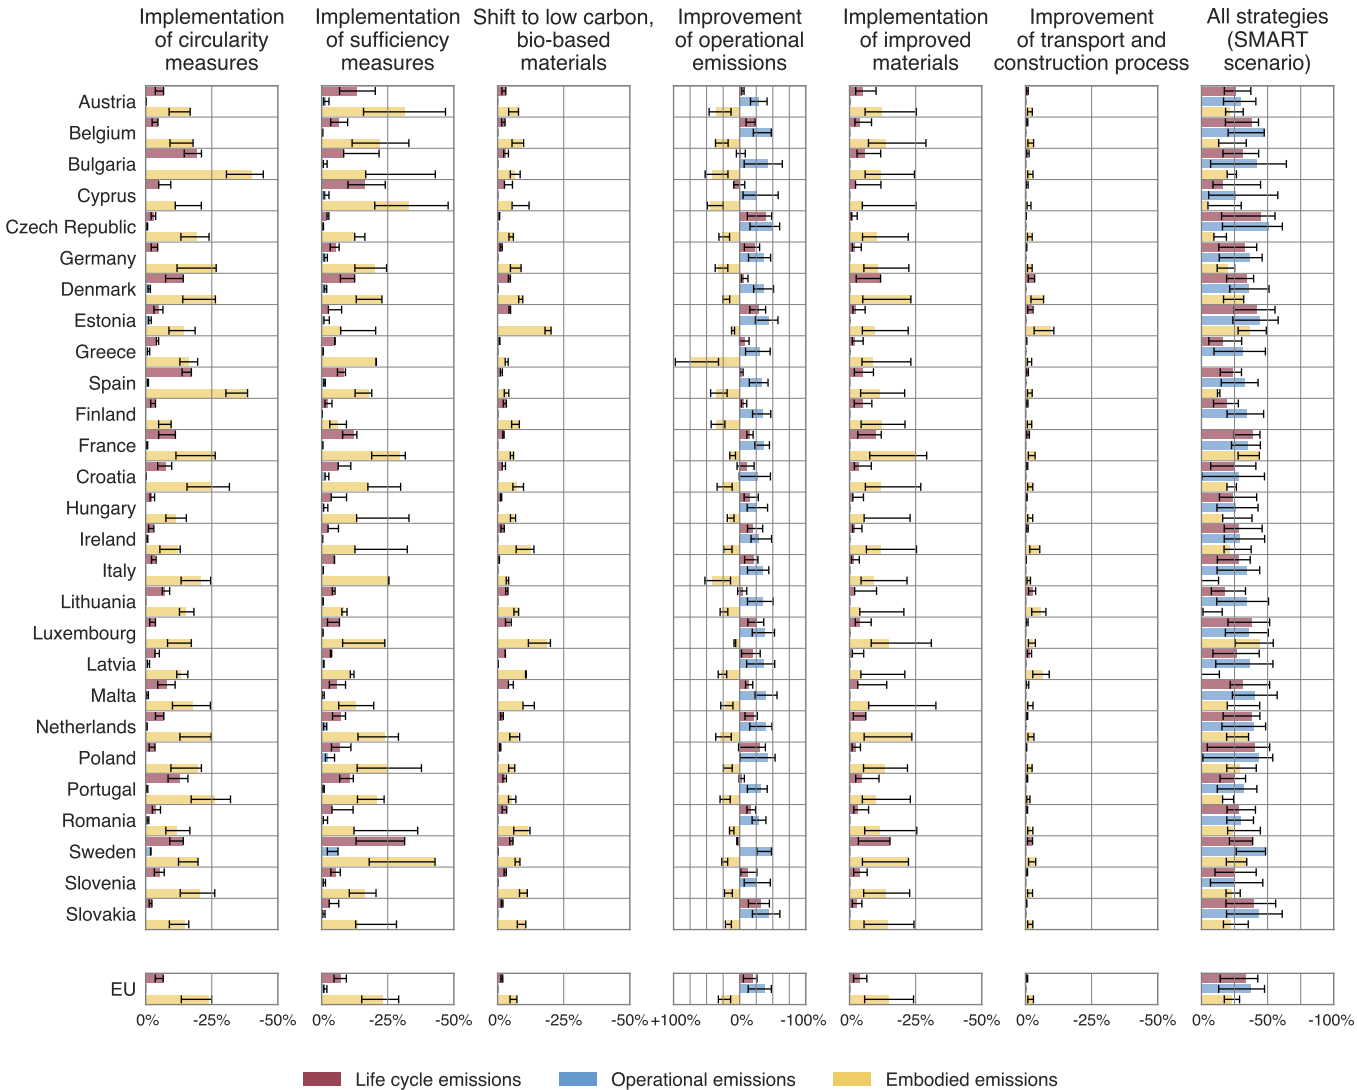 Implementation
of circularity
measures
Implementation
of sufficiency
measures
Shift to low carbon,
bio-based
materials
Improvement
of operational
emissions
Implementation
of improved
materials
Improvement
of transport and
construction process
All strategies
(SMART
scenario)
Austria
Belgium
Bulgaria
Cyprus
Czech Republic
Germany
Denmark
Estonia
Greece
Spain
Finland
France
Croatia
Hungary
Ireland
Italy
Lithuania
Luxembourg
Latvia
Malta
Netherlands
Poland
Portugal
Romania
Sweden
Slovenia
Slovakia
EU
0% -25% -50% 0% -25% -50% 0% -25% -50% +100% 0% -100% 0% -25% -50% 0% -25% -50% 0% -50% -100%
Life cycle emissions Operational emissions Embodied emissions